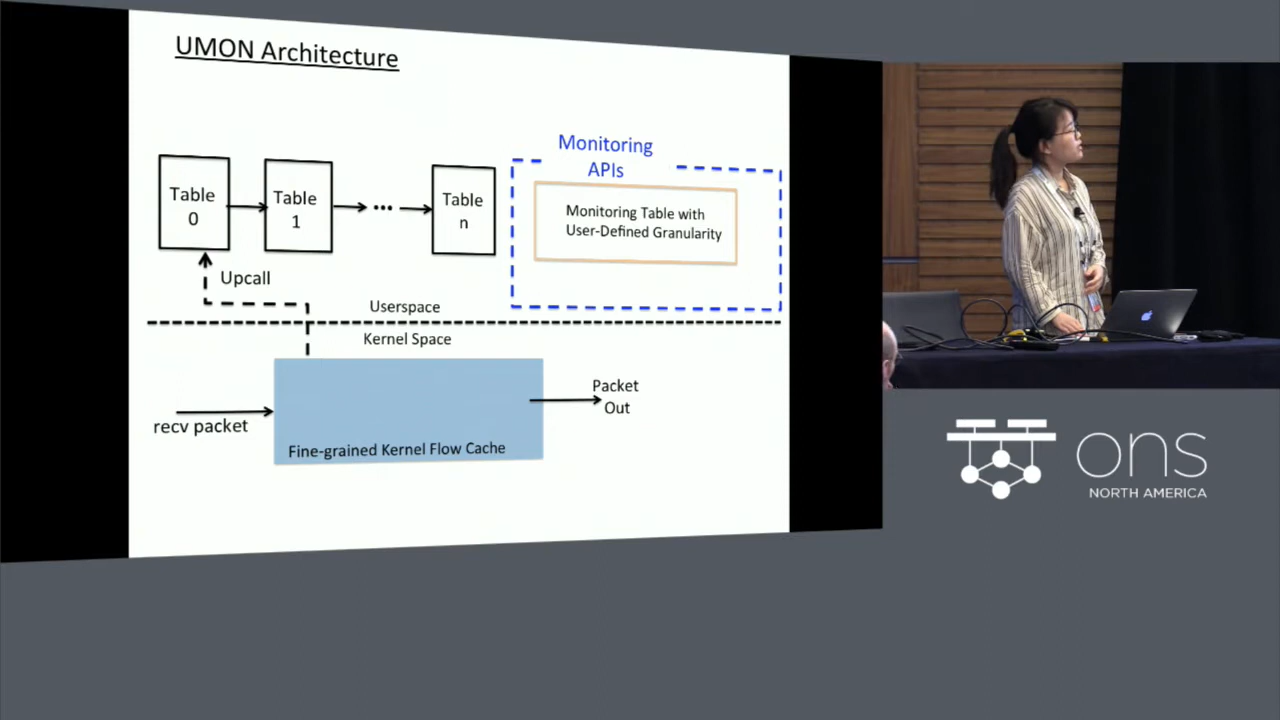 UMON Architecture
Monitoring
APIs
Table
0
Table
1
...
Table
n
Monitoring Table with
User-Defined Granularity
Upcall
Userspace
Kernel Space
recv packet
Fine-grained Kernel Flow Cache
Packet
Out
ons
NORTH AMERICA